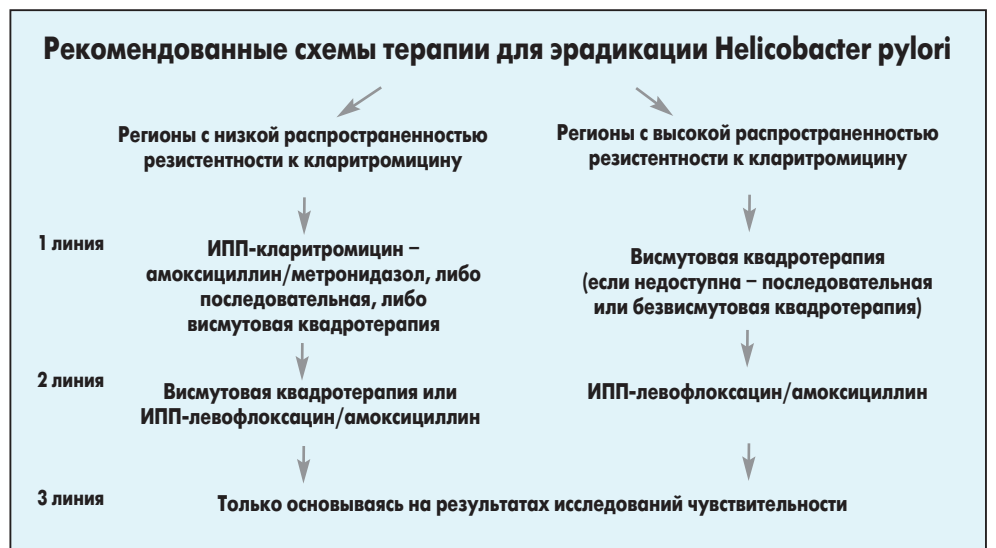 Рекомендованные схемы терапии для эрадикации Helicobacter pylori
Регионы с низкой распространенностью
резистентности к кларитромицину
Регионы с высокой распространенностью
резистентности к кларитромицину
1 линия
ИПП-кларитромицин –
амоксициллин/метронидазол, либо
последовательная, либо
висмутовая квадротерапия
Висмутовая квадротерапия
(если недоступна – последовательная
или безвисмутовая квадротерапия)
2 линия
Висмутовая квадротерапия или
ИПП-левофлоксацин/амоксициллин
ИПП-левофлоксацин/амоксициллин
3 линия
Только основываясь на результатах исследований чувствительности